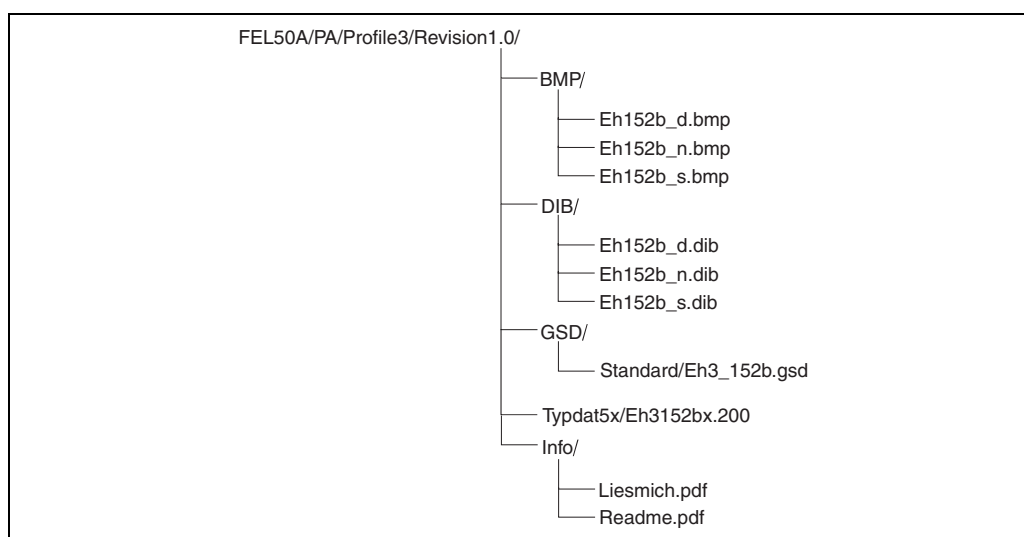 FEL50A/PA/Profile3/Revision1.0/
BMP/
Eh152b_d.bmp
Eh152b_n.bmp
Eh152b_s.bmp
DIB/
Eh152b_d.dib
Eh152b_n.dib
Eh152b_s.dib
GSD/
Standard/Eh3_152b.gsd
Typdat5x/Eh3152bx.200
Info/
Liesmich.pdf
Readme.pdf